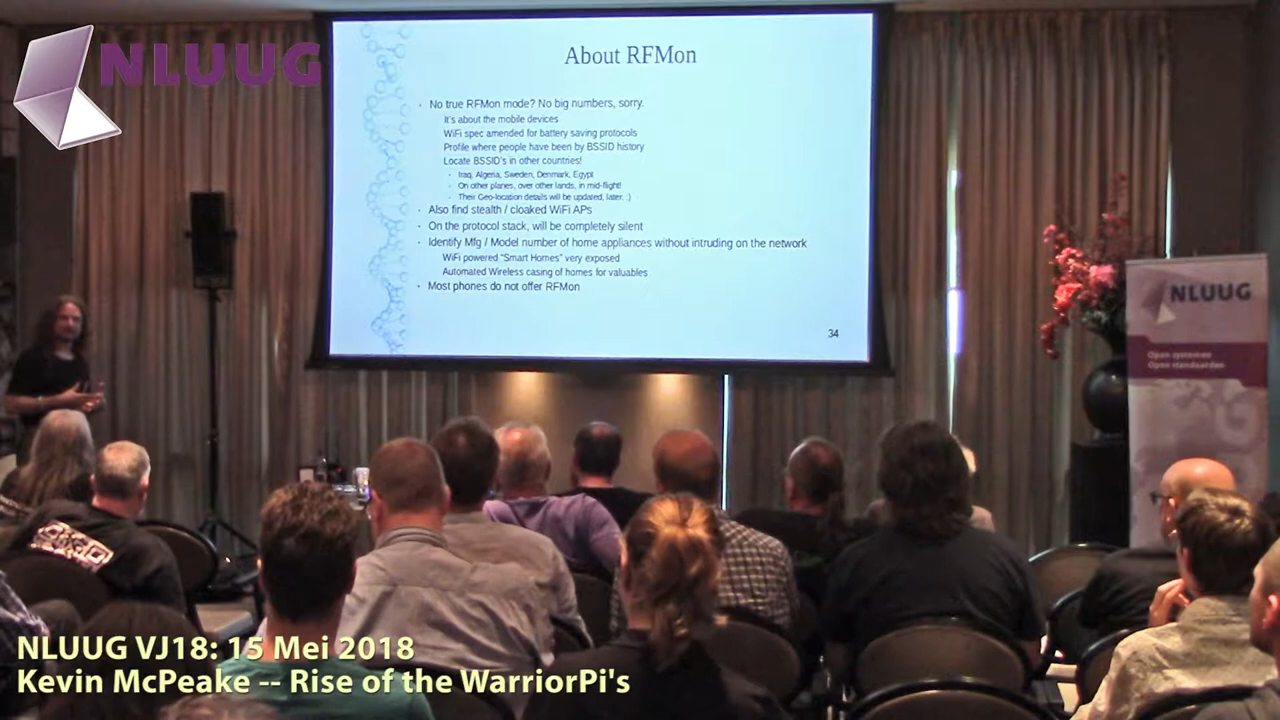 NLUUG
About RFMon
No true RFMon mode? No big numbers, sorry.
It's about the mobile devices
WiFi spec amended for battery saving protocols
Profile where people have been by BSSID history
Locate BSSID's in other countries!
Iraq, Algeria, Sweden, Denmark, Egypt
On other planes, over other lands, in mid-flight!
Their Geo-location details will be updated, later. :)
Also find stealth / cloaked WiFi APs
On the protocol stack, will be completely silent
Identify Mfg / Model number of home appliances without intruding on the network
WiFi powered "Smart Homes" very exposed
Automated Wireless casing of homes for valuables
Most phones do not offer RFMon
34
NLUUG
Open systemen
Open standaarden
NLUUG VJ18: 15 Mei 2018
Kevin McPeake -- Rise of the WarriorPi's